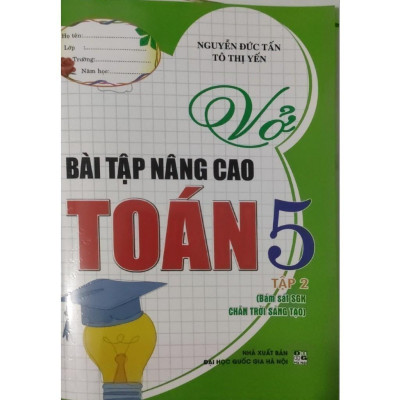 Họ tên:
Lớp
Trường:
Năm học:
NGUYỄN ĐỨC TẤN
TÔ THỊ YẾN
Vở
BÀI TẬP NÂNG CAO
TOÁN 5
TẬP 2
(Bám sát SGK
CHÂN TRỜI SÁNG TẠO)
NHÀ XUẤT BẢN
ĐẠI HỌC QUỐC GIA HÀ NỘI